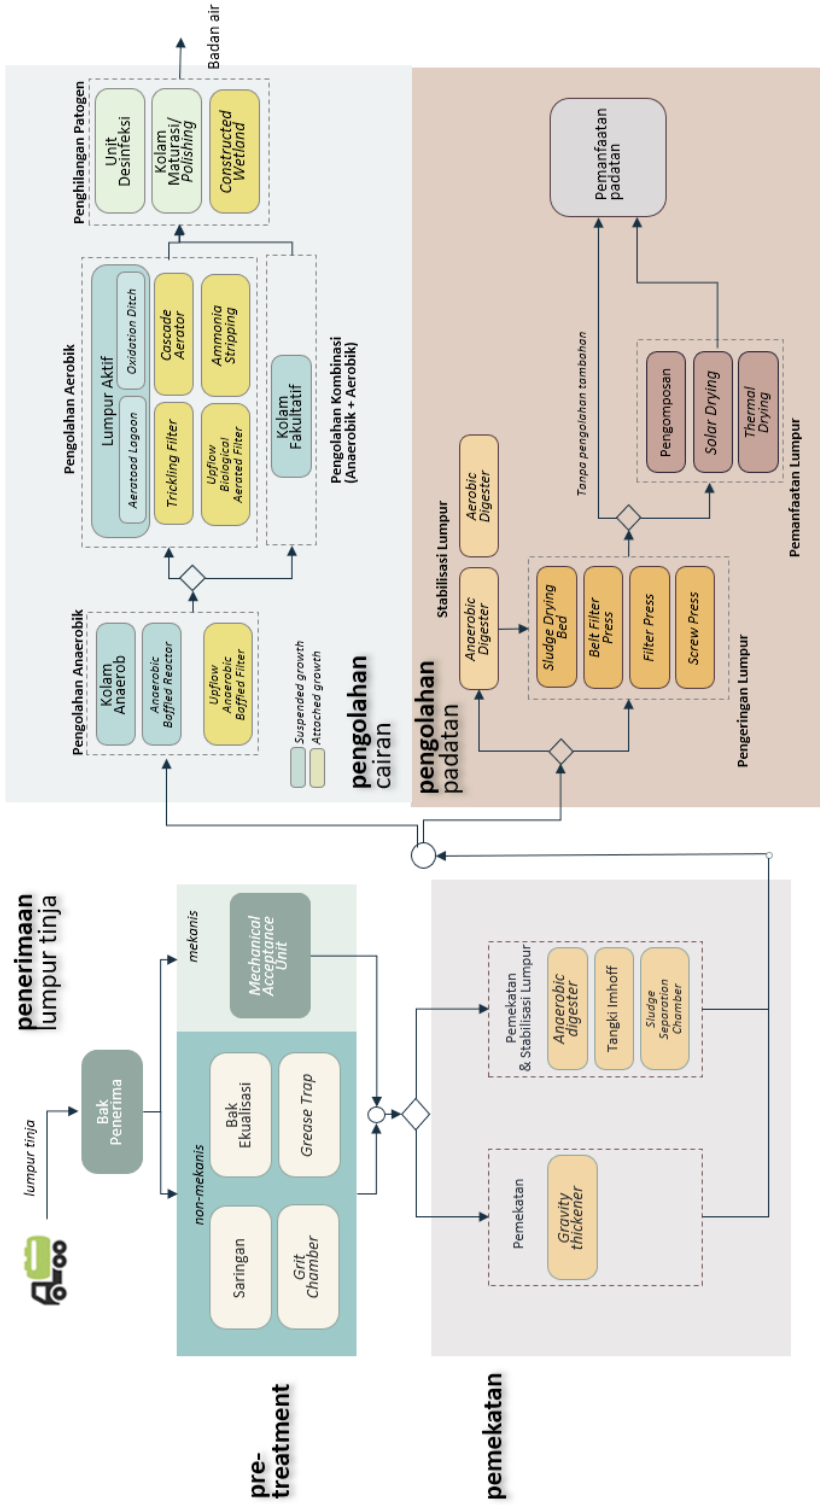 penerimaan
lumpur tinja
lumpur tinja
Bak
Penerima
pre-
treatment
non-mekanis
Saringan
Bak
Ekualisasi
Grit
Chamber
Grease Trap
mekanis
Mechanical
Acceptance
Unit
pemekatan
Pemekatan
Gravity
thickener
Pemekatan
& Stabilisasi Lumpur
Anaerobic
digester
Tangki Imhoff
Sludge
Separation
Chamber
pengolahan
cairan
Suspended growth
Attached growth
Pengolahan Anaerobik
Kolam
Anaerob
Anaerobic
Baffled Reactor
Upflow
Anaerobic
Baffled Filter
Pengolahan Aerobik
Lumpur Aktif
Aeratood Lagoon
Oxidation Ditch
Trickling Filter
Cascade
Aerator
Upflow
Biological
Aerated Filter
Ammonia
Stripping
Kolam
Fakultatif
Pengolahan Kombinasi
(Anaerobik + Aerobik)
Penghilangan Patogen
Unit
Desinfeksi
Kolam
Maturasi/
Polishing
Constructed
Wetland
Badan air
pengolahan
padatan
Stabilisasi Lumpur
Anaerobic
Digester
Aerobic
Digester
Sludge Drying
Bed
Belt Filter
Press
Filter Press
Screw Press
Pengeringan Lumpur
Tanpa pengolahan tambahan
Pengomposan
Solar Drying
Thermal
Drying
Pemanfaatan Lumpur
Pemanfaatan
padatan